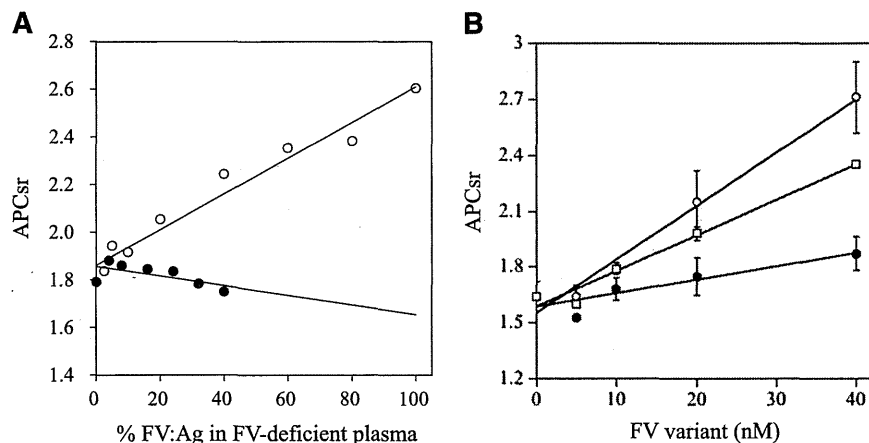 A
2.8
2.6
2.4
2.2
2.0
1.8
1.6
1.4
APCsr
0 20 40 60 80 100
% FV:Ag in FV-deficient plasma
B
3
2.7
2.4
2.1
1.8
1.5
1.2
APCsr
0 10 20 30 40
FV variant (nM)